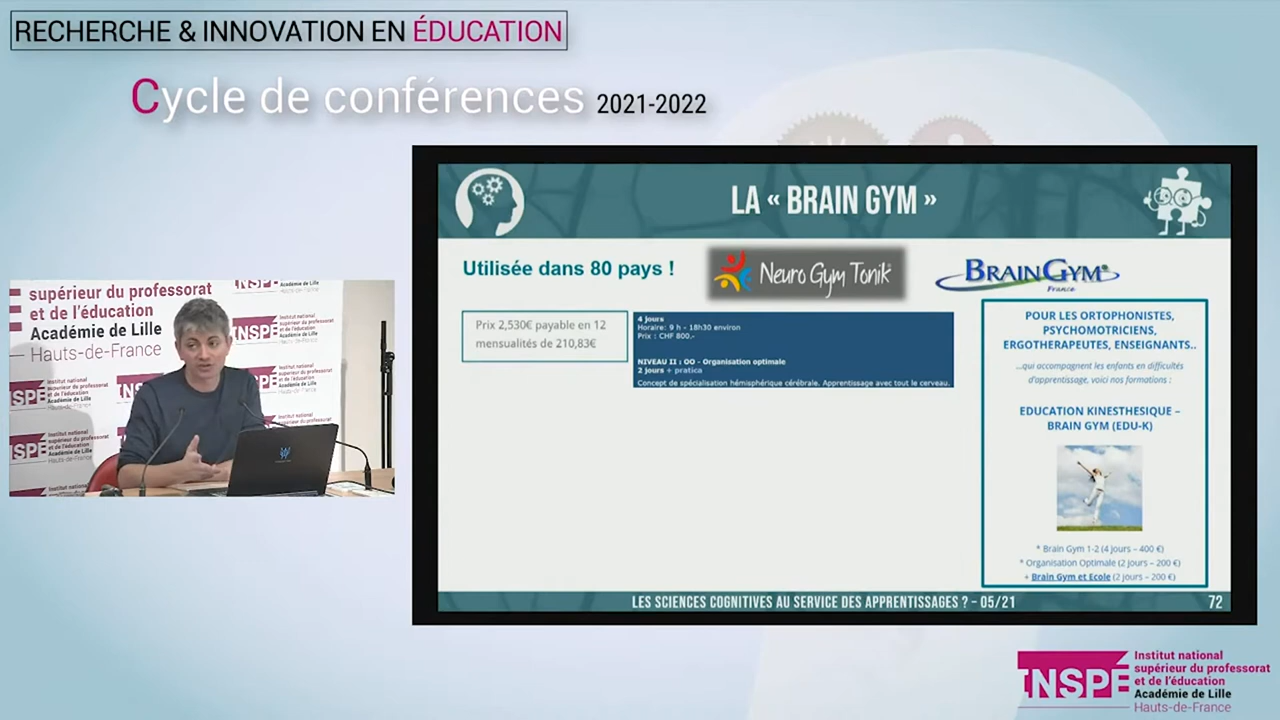 RECHERCHE & INNOVATION EN ÉDUCATION
Cycle de conférences 2021-2022
LA « BRAIN GYM »
Utilisée dans 80 pays !
Neuro Gym Tonik
BRAINGYM®
France
Prix 2,530€ payable en 12
mensualités de 210,83€
4 jours
Horaire: 9 h - 18h30 environ
Prix : CHF 800.-
NIVEAU II : OO - Organisation optimale
2 jours + pratica
Concept de spécialisation hémisphérique cérébrale. Apprentissage avec tout le cerveau.
POUR LES ORTOPHONISTES,
PSYCHOMOTRICIENS,
ERGOTHERAPEUTES, ENSEIGNANTS..
...qui accompagnent les enfants en difficultés
d'apprentissage, voici nos formations :
EDUCATION KINESTHESIQUE –
BRAIN GYM (EDU-K)
* Brain Gym 1-2 (4 jours – 400 €)
* Organisation Optimale (2 jours – 200 €)
+ Brain Gym et Ecole (2 jours – 200 €)
LES SCIENCES COGNITIVES AU SERVICE DES APPRENTISSAGES ? – 05/21
72
supérieur du professorat
et de l'éducation
Académie de Lille
Hauts-de-France
INSPÉ
Institut national
supérieur du professorat
et de l'éducation
Académie de Lille
Hauts-de-France